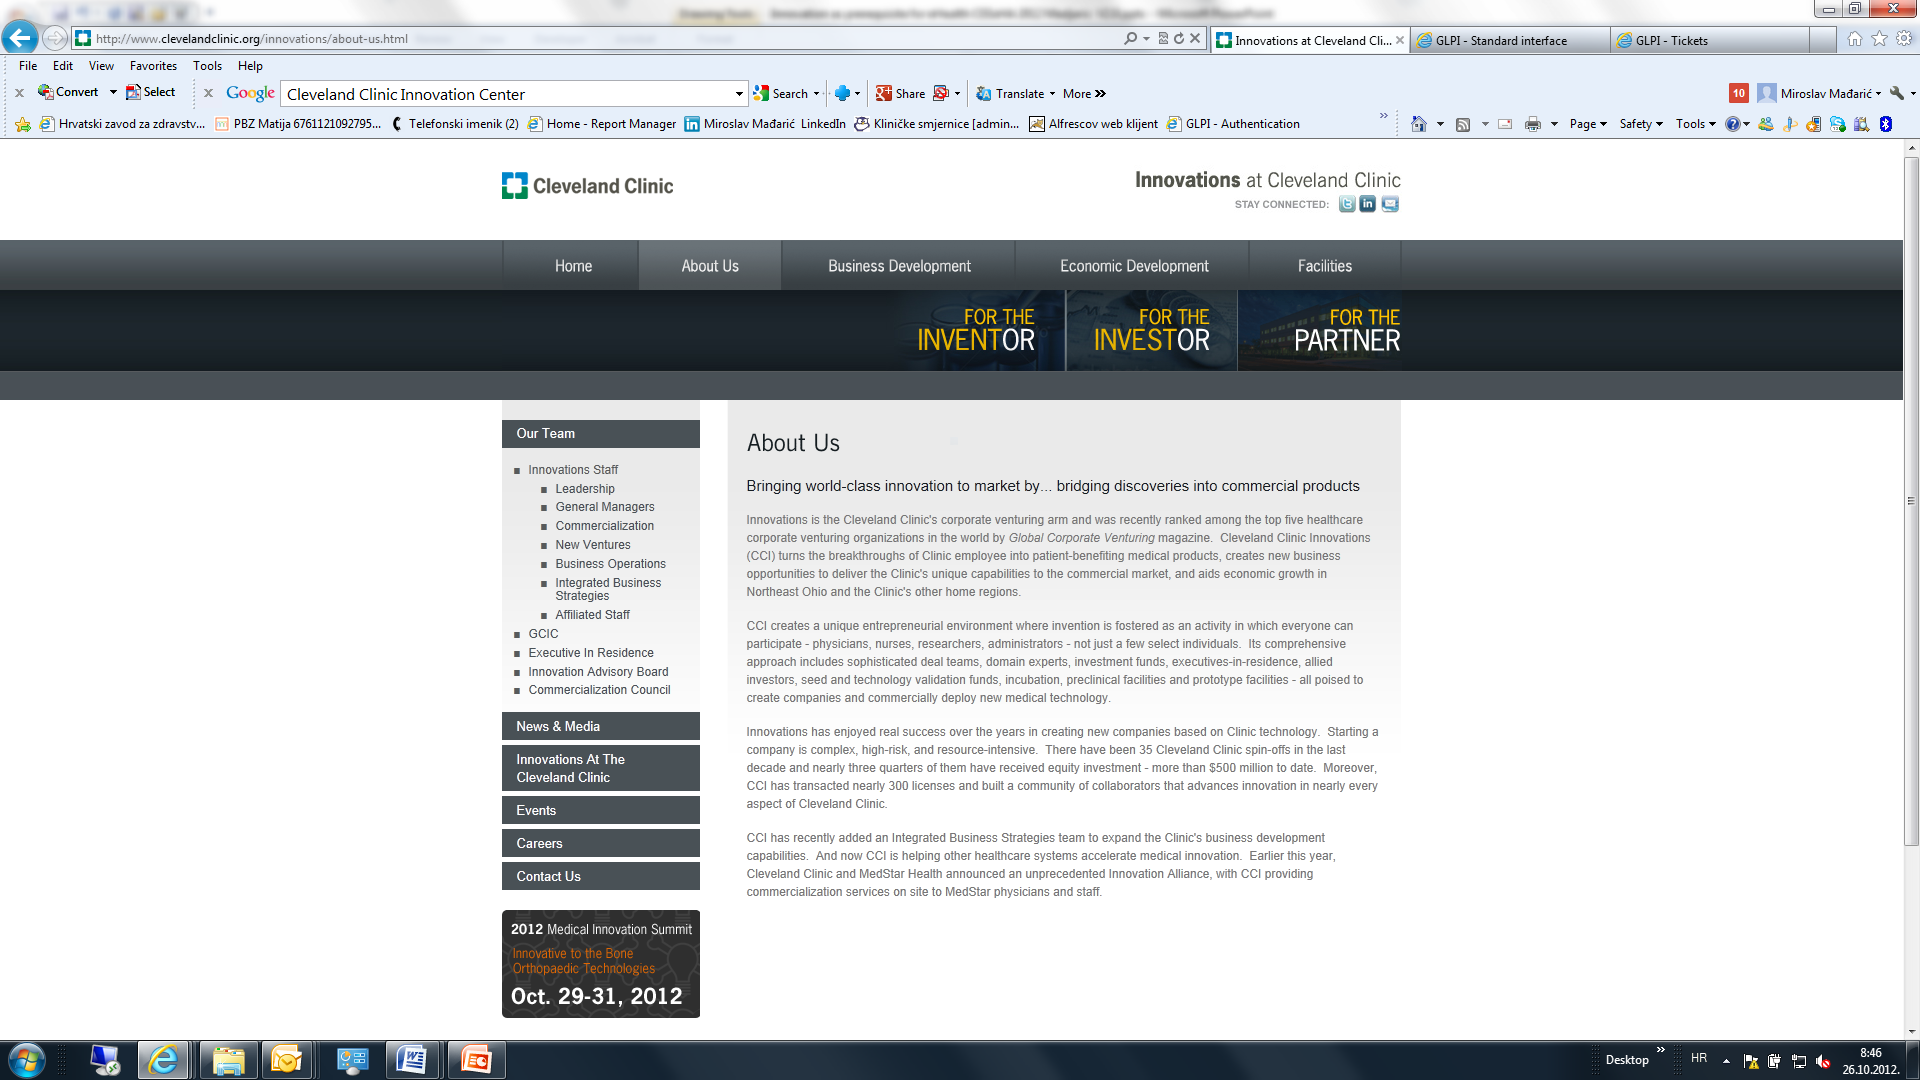 http://www.clevelandclinic.org/innovations/about-us.html
Innovations at Cleveland Cli...
GLPI - Standard interface
GLPI - Tickets
File Edit View Favorites Tools Help
Convert Select
Google Cleveland Clinic Innovation Center Search Share Translate More »
10 Miroslav Mađarić
Hrvatski zavod za zdravstv... PBZ Matija 6761121092795... Telefonski imenik (2) Home - Report Manager Miroslav Mađarić LinkedIn Kliničke smjernice [admin... Alfrescov web klijent GLPI - Authentication
Page Safety Tools
Cleveland Clinic
Innovations at Cleveland Clinic
STAY CONNECTED:
Home About Us Business Development Economic Development Facilities
FOR THE
INVENTOR
FOR THE
INVESTOR
FOR THE
PARTNER
Our Team
Innovations Staff
Leadership
General Managers
Commercialization
New Ventures
Business Operations
Integrated Business
Strategies
Affiliated Staff
GCIC
Executive In Residence
Innovation Advisory Board
Commercialization Council
News & Media
Innovations At The
Cleveland Clinic
Events
Careers
Contact Us
2012 Medical Innovation Summit
Innovative to the Bone
Orthopaedic Technologies
Oct. 29-31, 2012
About Us
Bringing world-class innovation to market by... bridging discoveries into commercial products
Innovations is the Cleveland Clinic's corporate venturing arm and was recently ranked among the top five healthcare
corporate venturing organizations in the world by Global Corporate Venturing magazine. Cleveland Clinic Innovations
(CCI) turns the breakthroughs of Clinic employee into patient-benefiting medical products, creates new business
opportunities to deliver the Clinic's unique capabilities to the commercial market, and aids economic growth in
Northeast Ohio and the Clinic's other home regions.
CCI creates a unique entrepreneurial environment where invention is fostered as an activity in which everyone can
participate - physicians, nurses, researchers, administrators - not just a few select individuals. Its comprehensive
approach includes sophisticated deal teams, domain experts, investment funds, executives-in-residence, allied
investors, seed and technology validation funds, incubation, preclinical facilities and prototype facilities - all poised to
create companies and commercially deploy new medical technology.
Innovations has enjoyed real success over the years in creating new companies based on Clinic technology. Starting a
company is complex, high-risk, and resource-intensive. There have been 35 Cleveland Clinic spin-offs in the last
decade and nearly three quarters of them have received equity investment - more than $500 million to date. Moreover,
CCI has transacted nearly 300 licenses and built a community of collaborators that advances innovation in nearly every
aspect of Cleveland Clinic.
CCI has recently added an Integrated Business Strategies team to expand the Clinic's business development
capabilities. And now CCI is helping other healthcare systems accelerate medical innovation. Earlier this year,
Cleveland Clinic and MedStar Health announced an unprecedented Innovation Alliance, with CCI providing
commercialization services on site to MedStar physicians and staff.
Desktop » HR
8:46
26.10.2012.